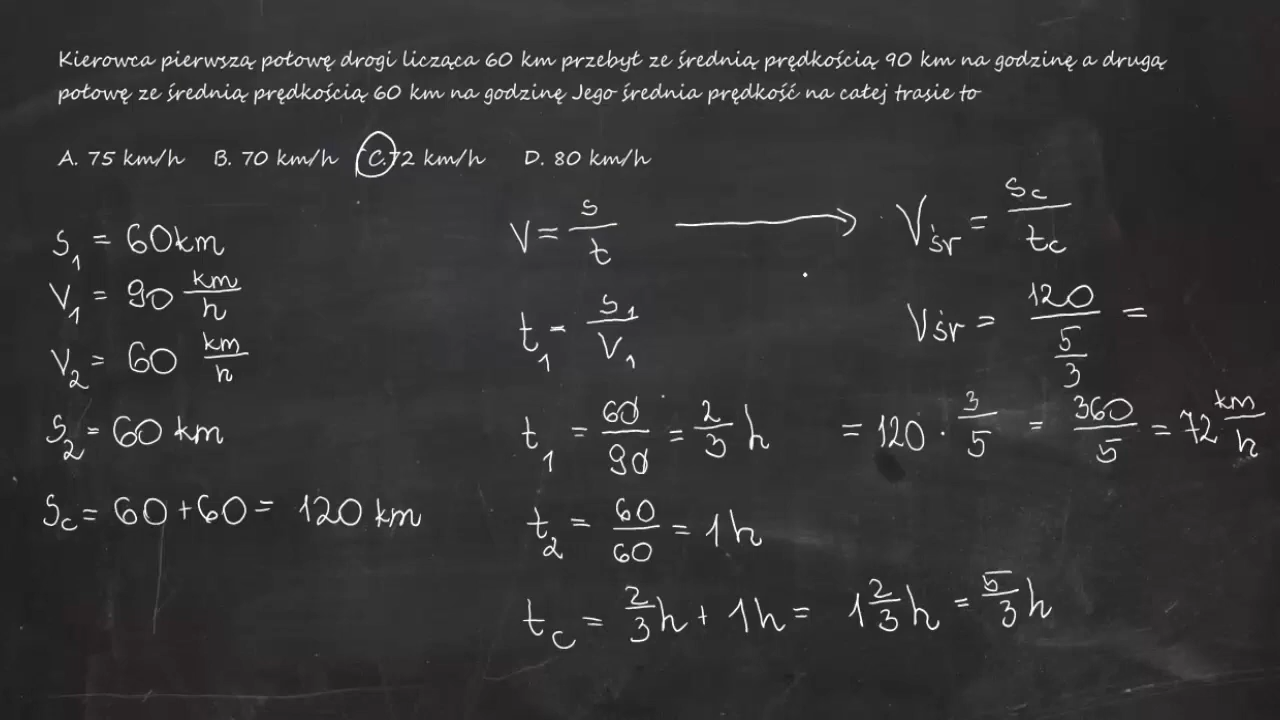 Kierowca pierwszą połowę drogi licząca 60 km przebył ze średnią prędkością 90 km na godzinę a drugą
połowę ze średnią prędkością 60 km na godzinę Jego średnia prędkość na całej trasie to
A. 75 km/h B. 70 km/h C. 72 km/h D. 80 km/h
S₁ = 60km
V₁ = 90 km/h
V₂ = 60 km/h
S₂ = 60 km
Sc = 60 + 60 = 120 km
V = s/t
t₁ = S₁/V₁
t₁ = 60/90 = 2/3 h
t₂ = 60/60 = 1h
tc = 2/3 h + 1h = 1 2/3 h = 5/3 h
Vśr = Sc/tc
Vśr = 120/(5/3) =
= 120 · 3/5 = 360/5 = 72 km/h